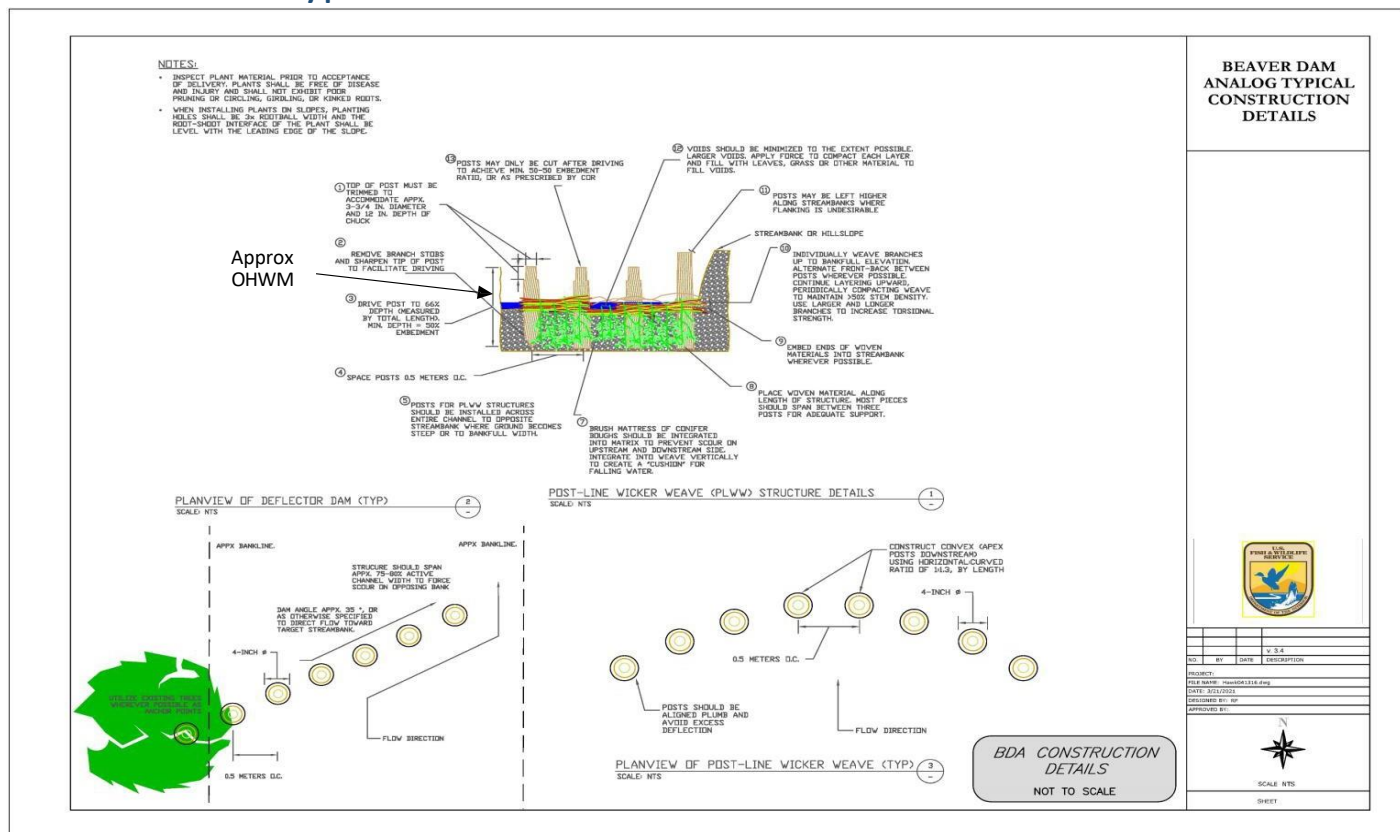 NOTES:
• INSPECT PLANT MATERIAL PRIOR TO ACCEPTANCE
OF DELIVERY. PLANTS SHALL BE FREE OF DISEASE
AND INJURY AND SHALL NOT EXHIBIT POOR
PRUNING OR CIRCLING, GIRDLING, OR KINKED ROOTS.
• WHEN INSTALLING PLANTS ON SLOPES, PLANTING
HOLES SHALL BE 3x ROOTBALL WIDTH AND THE
ROOT-SHOOT INTERFACE OF THE PLANT SHALL BE
LEVEL WITH THE LEADING EDGE OF THE SLOPE.
BEAVER DAM
ANALOG TYPICAL
CONSTRUCTION
DETAILS
13 POSTS MAY ONLY BE CUT AFTER DRIVING
TO ACHIEVE MIN. 50-50 EMBEDMENT
RATIO, OR AS PRESCRIBED BY COR
12 VOIDS SHOULD BE MINIMIZED TO THE EXTENT POSSIBLE.
LARGER VOIDS. APPLY FORCE TO COMPACT EACH LAYER
AND FILL WITH LEAVES, GRASS OR OTHER MATERIAL TO
FILL VOIDS.
1 TOP OF POST MUST BE
TRIMMED TO
ACCOMMODATE APPX.
3-3/4 IN. DIAMETER
AND 12 IN. DEPTH OF
CHUCK
11 POSTS MAY BE LEFT HIGHER
ALONG STREAMBANKS WHERE
FLANKING IS UNDESIRABLE
STREAMBANK OR HILLSLOPE
Approx
OHWM
2
REMOVE BRANCH STOBS
AND SHARPEN TIP OF POST
TO FACILITATE DRIVING
10 INDIVIDUALLY WEAVE BRANCHES
UP TO BANKFULL ELEVATION.
ALTERNATE FRONT-BACK BETWEEN
POSTS WHEREVER POSSIBLE.
CONTINUE LAYERING UPWARD,
PERIODICALLY COMPACTING WEAVE
TO MAINTAIN >50% STEM DENSITY.
USE LARGER AND LONGER
BRANCHES TO INCREASE TORSIONAL
STRENGTH.
3 DRIVE POST TO 66%
DEPTH (MEASURED
BY TOTAL LENGTH).
MIN. DEPTH = 50%
EMBEDMENT
9 EMBED ENDS OF WOVEN
MATERIALS INTO STREAMBANK
WHEREVER POSSIBLE.
4 SPACE POSTS 0.5 METERS O.C.
8 PLACE WOVEN MATERIAL ALONG
LENGTH OF STRUCTURE. MOST PIECES
SHOULD SPAN BETWEEN THREE
POSTS FOR ADEQUATE SUPPORT.
5 POSTS FOR PLWW STRUCTURES
SHOULD BE INSTALLED ACROSS
ENTIRE CHANNEL TO OPPOSITE
STREAMBANK WHERE GROUND BECOMES
STEEP OR TO BANKFULL WIDTH.
7
BRUSH MATTRESS OF CONIFER
BOUGHS SHOULD BE INTEGRATED
INTO MATRIX TO PREVENT SCOUR ON
UPSTREAM AND DOWNSTREAM SIDE.
INTEGRATE INTO WEAVE VERTICALLY
TO CREATE A "CUSHION" FOR
FALLING WATER.
PLANVIEW OF DEFLECTOR DAM (TYP) 2
SCALE: NTS -
POST-LINE WICKER WEAVE (PLWW) STRUCTURE DETAILS 1
SCALE: NTS -
APPX BANKLINE.
APPX BANKLINE.
STRUCURE SHOULD SPAN
APPX. 75-80% ACTIVE
CHANNEL WIDTH TO FORCE
SCOUR ON OPPOSING BANK
DAM ANGLE APPX. 35 °, OR
AS OTHERWISE SPECIFIED
TO DIRECT FLOW TOWARD
TARGET STREAMBANK.
4-INCH ø
UTILIZE EXISTING TREES
WHEREVER POSSIBLE AS
ANCHOR POINTS
FLOW DIRECTION
0.5 METERS O.C.
CONSTRUCT CONVEX (APEX
POSTS DOWNSTREAM)
USING HORIZONTAL:CURVED
RATIO OF 1:1.3, BY LENGTH
4-INCH ø
0.5 METERS O.C.
POSTS SHOULD BE
ALIGNED PLUMB AND
AVOID EXCESS
DEFLECTION
FLOW DIRECTION
PLANVIEW OF POST-LINE WICKER WEAVE (TYP) 3
SCALE: NTS -
BDA CONSTRUCTION
DETAILS
NOT TO SCALE
U.S.
FISH & WILDLIFE
SERVICE
v. 3.4
NO. BY DATE DESCRIPTION
PROJECT:
DATE: 3/21/2021
DESIGNED BY: RF
APPROVED BY:
N
SCALE NTS
SHEET